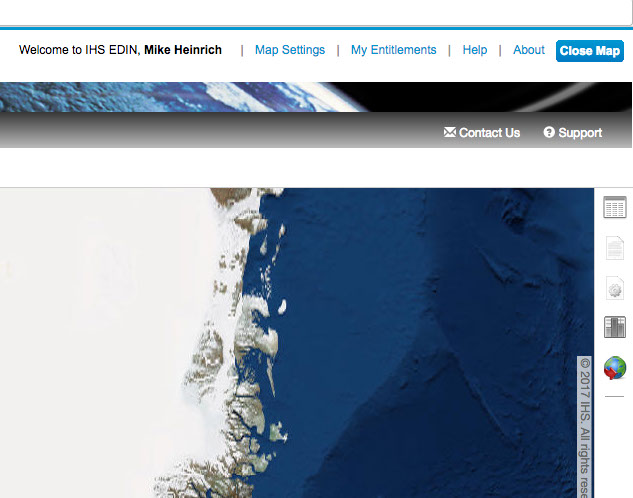 Welcome to IHS EDIN, Mike Heinrich | Map Settings | My Entitlements | Help | About Close Map
Contact Us Support
© 2017 IHS. All rights rese